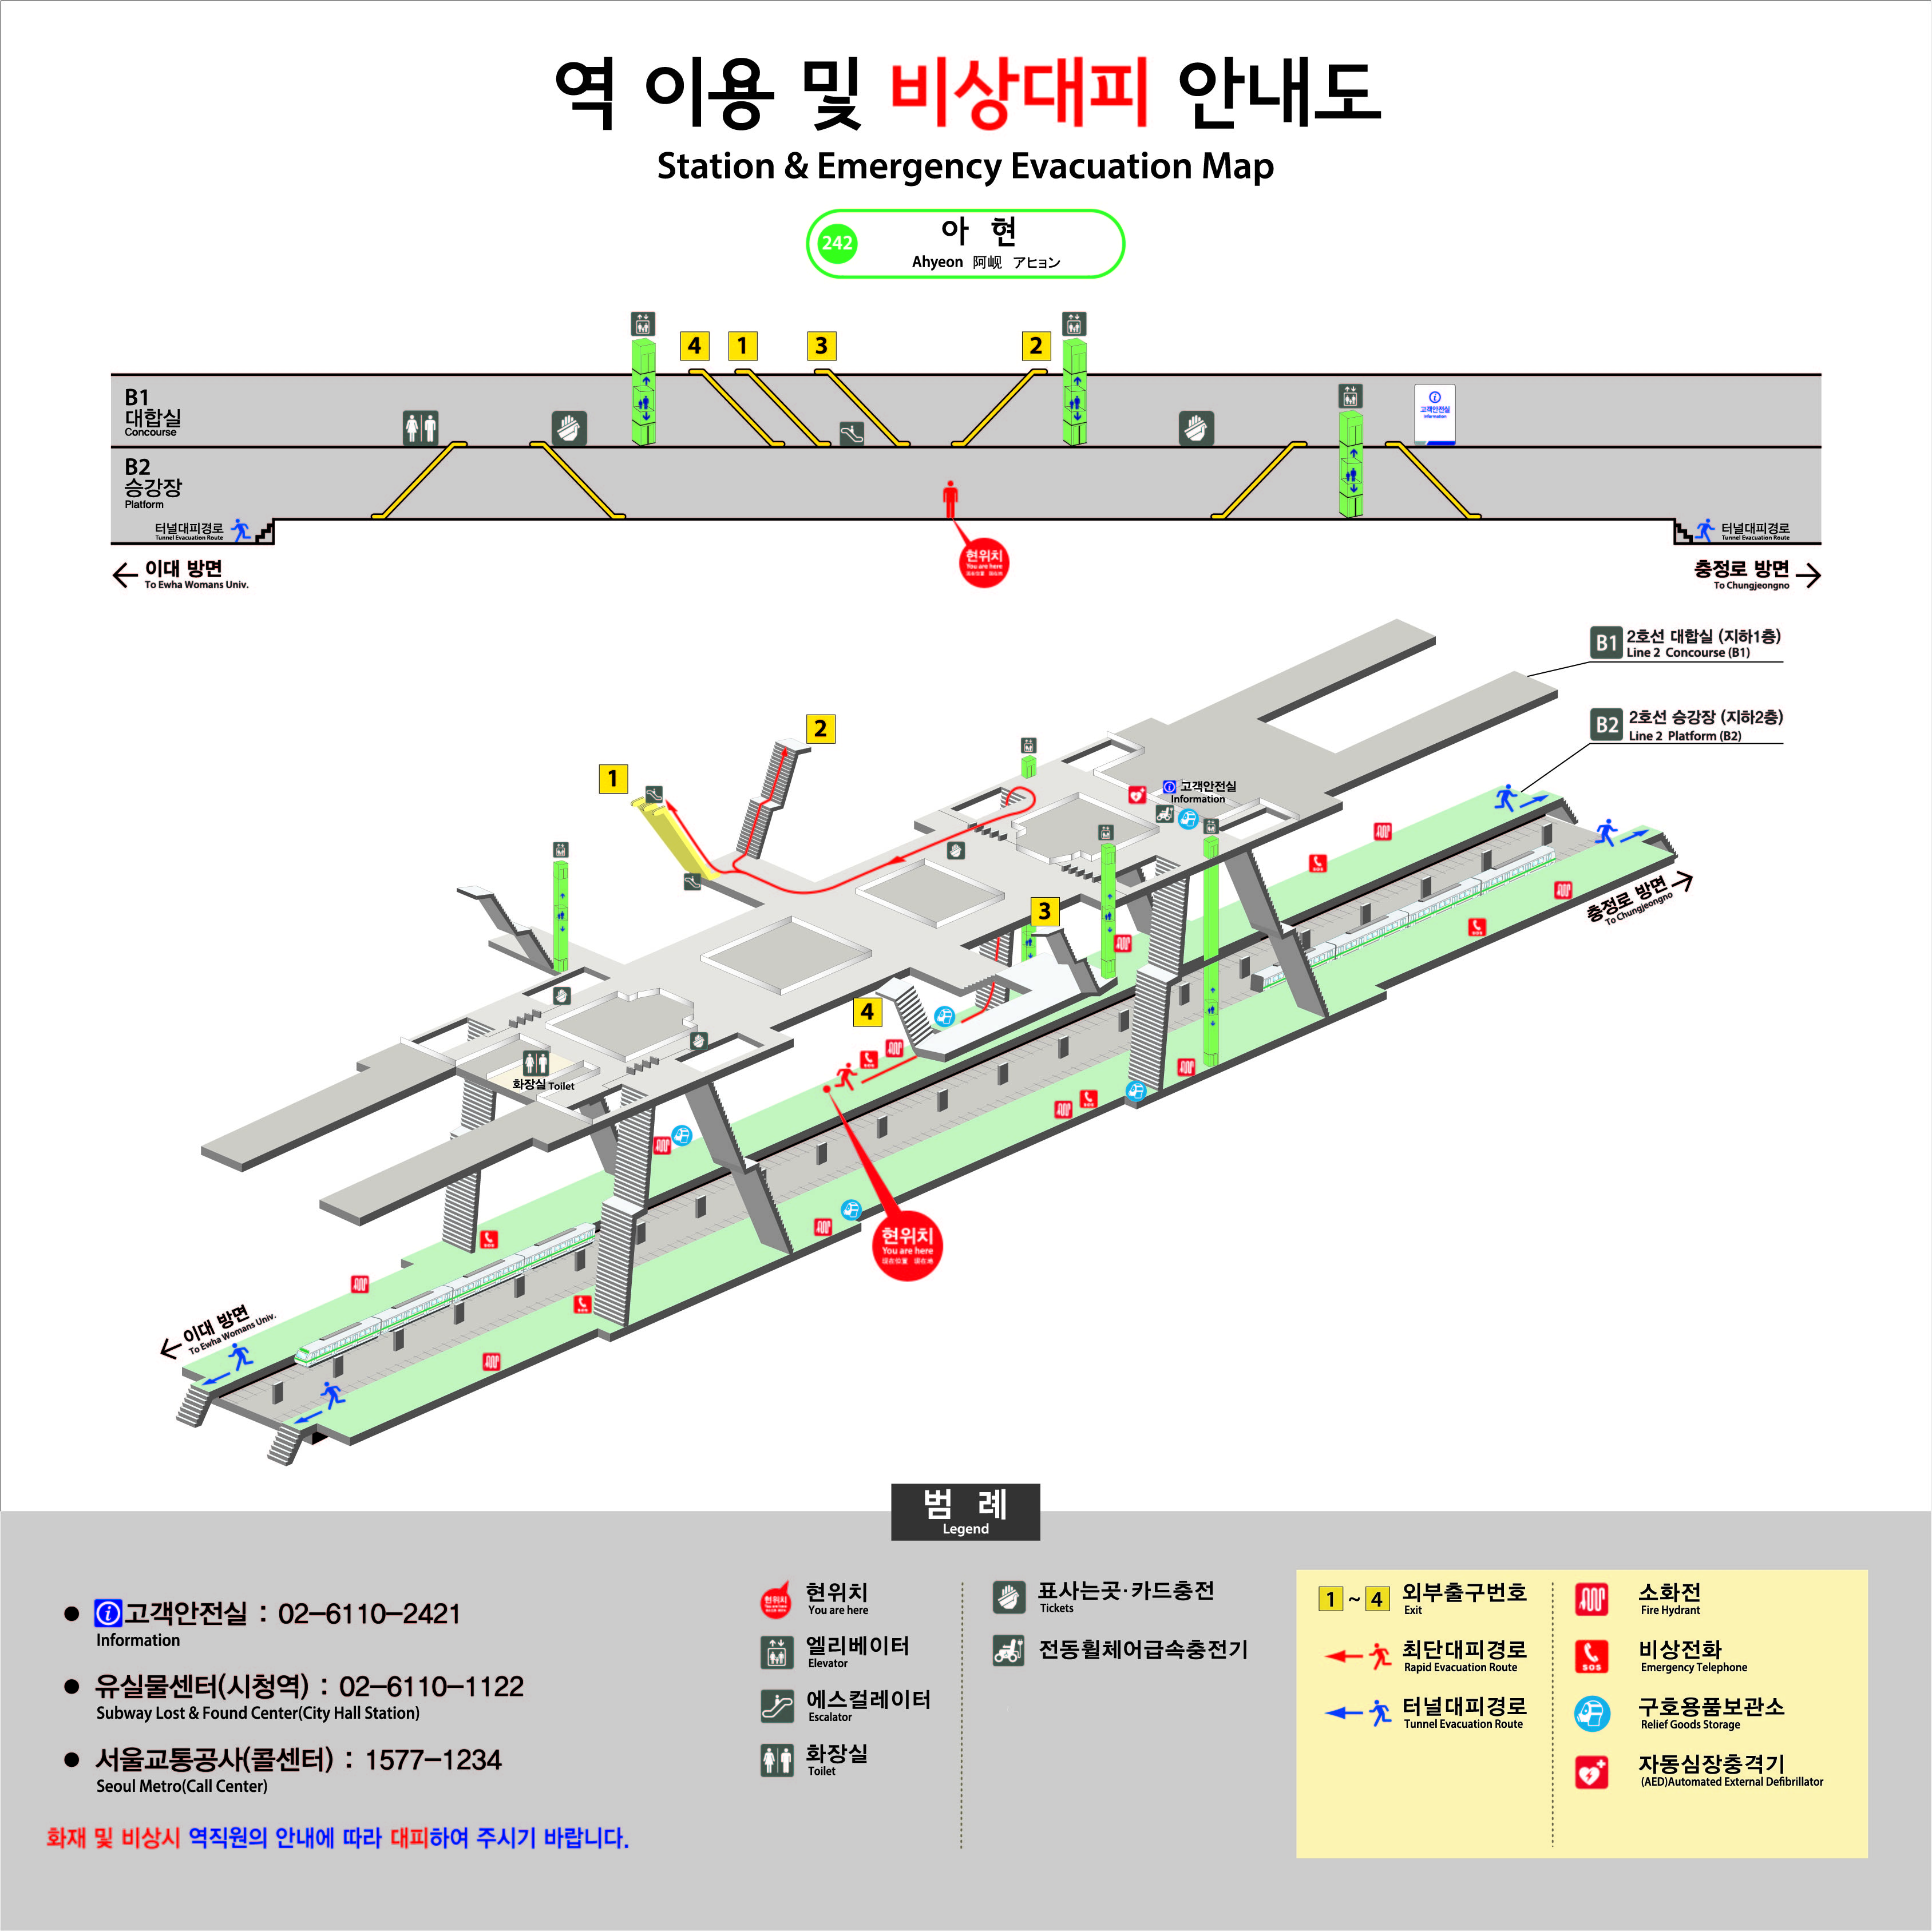 역 이용 및 비상대피 안내도
Station & Emergency Evacuation Map
242
아 현
Ahyeon 阿岘 アヒョン
4
1
3
2
B1
대합실
Concourse
고객안전실
Information
B2
승강장
Platform
터널대피경로
Tunnel Evacuation Route
터널대피경로
Tunnel Evacuation Route
현위치
You are here
이대 방면
To Ewha Womans Univ.
충정로 방면
To Chungjeongno
B1 2호선 대합실 (지하1층)
Line 2 Concourse (B1)
B2 2호선 승강장 (지하2층)
Line 2 Platform (B2)
2
1
고객안전실
Information
3
4
화장실 Toilet
SOS
SOS
SOS
SOS
SOS
SOS
충정로 방면
To Chungjeongno
현위치
You are here
이대 방면
To Ewha Womans Univ.
범 례
Legend
● 고객안전실 : 02-6110-2421
Information
● 유실물센터(시청역) : 02-6110-1122
Subway Lost & Found Center(City Hall Station)
● 서울교통공사(콜센터) : 1577-1234
Seoul Metro(Call Center)
화재 및 비상시 역직원의 안내에 따라 대피하여 주시기 바랍니다.
현위치
You are here
엘리베이터
Elevator
에스컬레이터
Escalator
화장실
Toilet
표사는곳·카드충전
Tickets
전동휠체어급속충전기
1 ~ 4 외부출구번호
Exit
최단대피경로
Rapid Evacuation Route
터널대피경로
Tunnel Evacuation Route
소화전
Fire Hydrant
SOS
비상전화
Emergency Telephone
구호용품보관소
Relief Goods Storage
자동심장충격기
(AED)Automated External Defibrillator